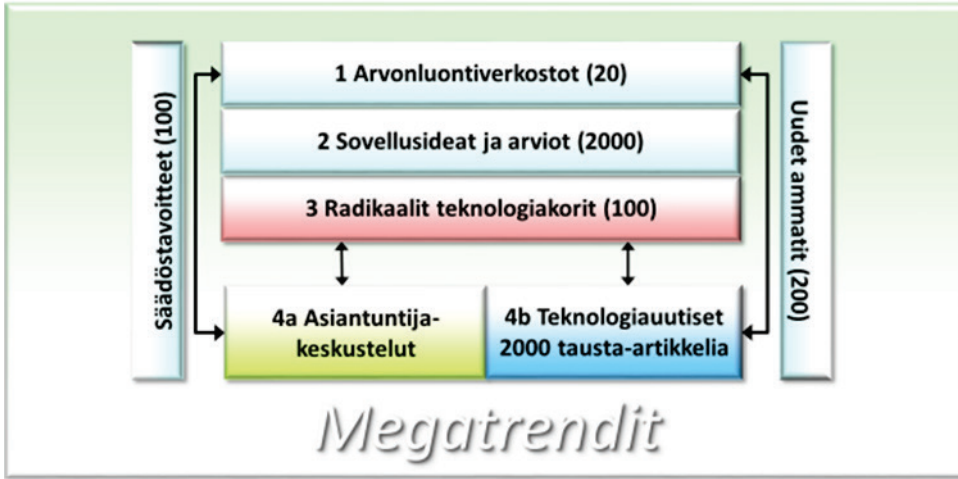 Säädöstavoitteet (100)
1 Arvonluontiverkostot (20)
2 Sovellusideat ja arviot (2000)
3 Radikaalit teknologiakorit (100)
4a Asiantuntija-
keskustelut
4b Teknologiauutiset
2000 tausta-artikkelia
Uudet ammatit (200)
Megatrendit